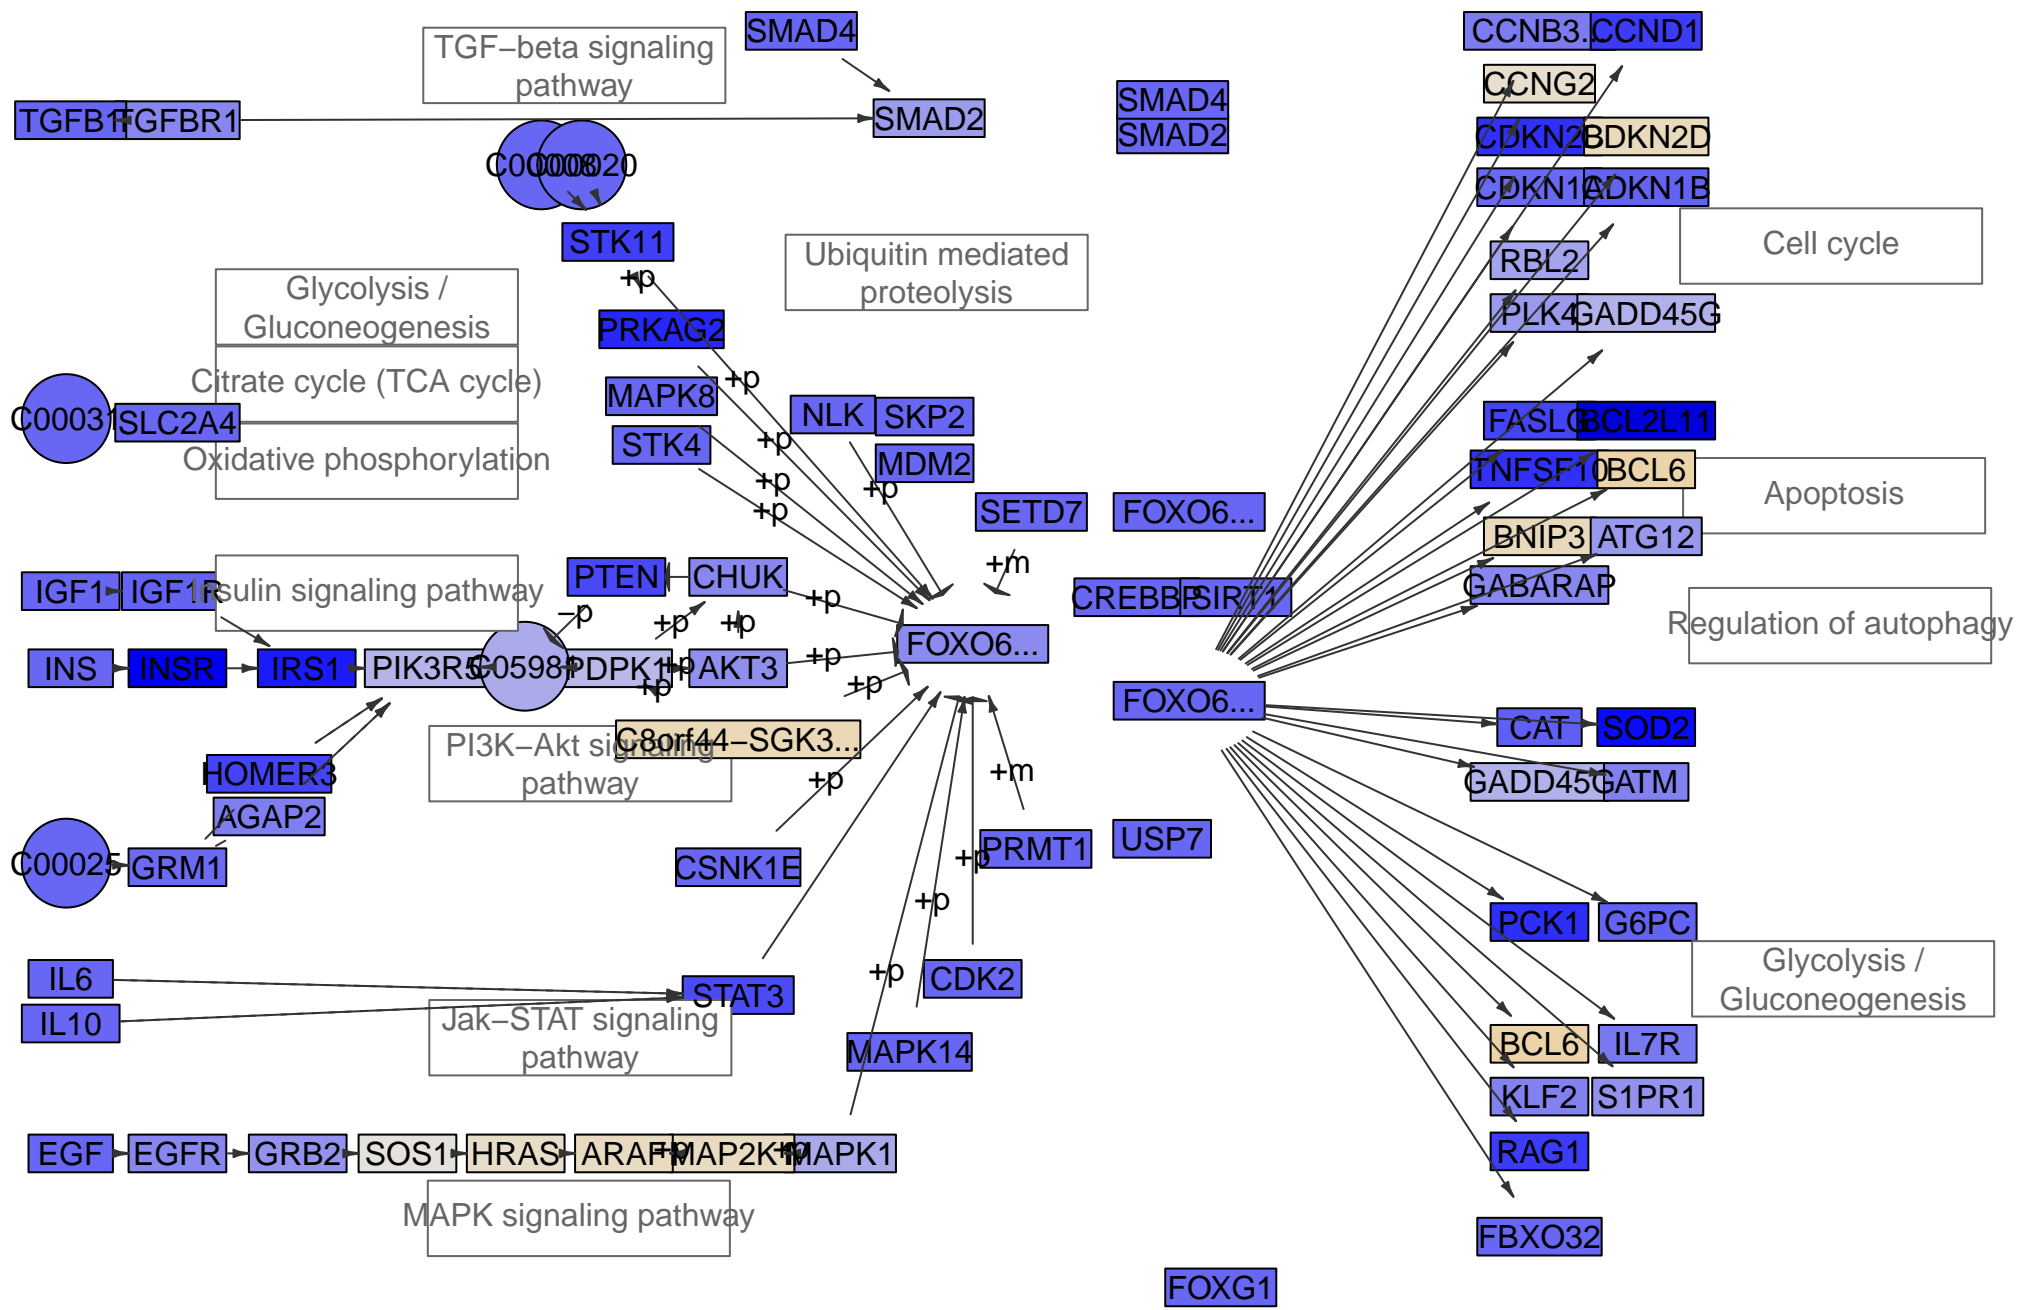 SMAD4
CCNB3...
CCND1
TGF−beta signaling
pathway
CCNG2
SMAD4
TGFB1
TGFBR1
SMAD2
SMAD2
CDKN2B
CDKN2D
C00020
CDKN1A
CDKN1B
STK11
Ubiquitin mediated
proteolysis
Cell cycle
RBL2
+p
Glycolysis /
Gluconeogenesis
PRKAG2
PLK4
GADD45G
Citrate cycle (TCA cycle)
+p
MAPK8
C00031
SLC2A4
NLK
SKP2
FASLG
BCL2L11
STK4
+p
Oxidative phosphorylation
MDM2
TNFSF10
BCL6
+p
+p
Apoptosis
+p
SETD7
FOXO6...
BNIP3
ATG12
+m
IGF1
IGF1R
Insulin signaling pathway
PTEN
CHUK
GABARAP
−p
+p
CREBBP
SIRT1
+p
+p
Regulation of autophagy
FOXO6...
INS
INSR
IRS1
PIK3R5
C05981
PDPK1
+p
AKT3
+p
+p
+p
FOXO6...
CAT
SOD2
C8orf44−SGK3...
PI3K−Akt signaling
pathway
HOMER3
+p
+m
GADD45G
ATM
AGAP2
C00025
GRM1
CSNK1E
+p
PRMT1
USP7
+p
PCK1
G6PC
IL6
+p
CDK2
Glycolysis /
Gluconeogenesis
STAT3
IL10
Jak−STAT signaling
pathway
MAPK14
BCL6
IL7R
KLF2
S1PR1
EGF
EGFR
GRB2
SOS1
HRAS
ARAF
+p
MAP2K1
+p
MAPK1
RAG1
MAPK signaling pathway
FBXO32
FOXG1